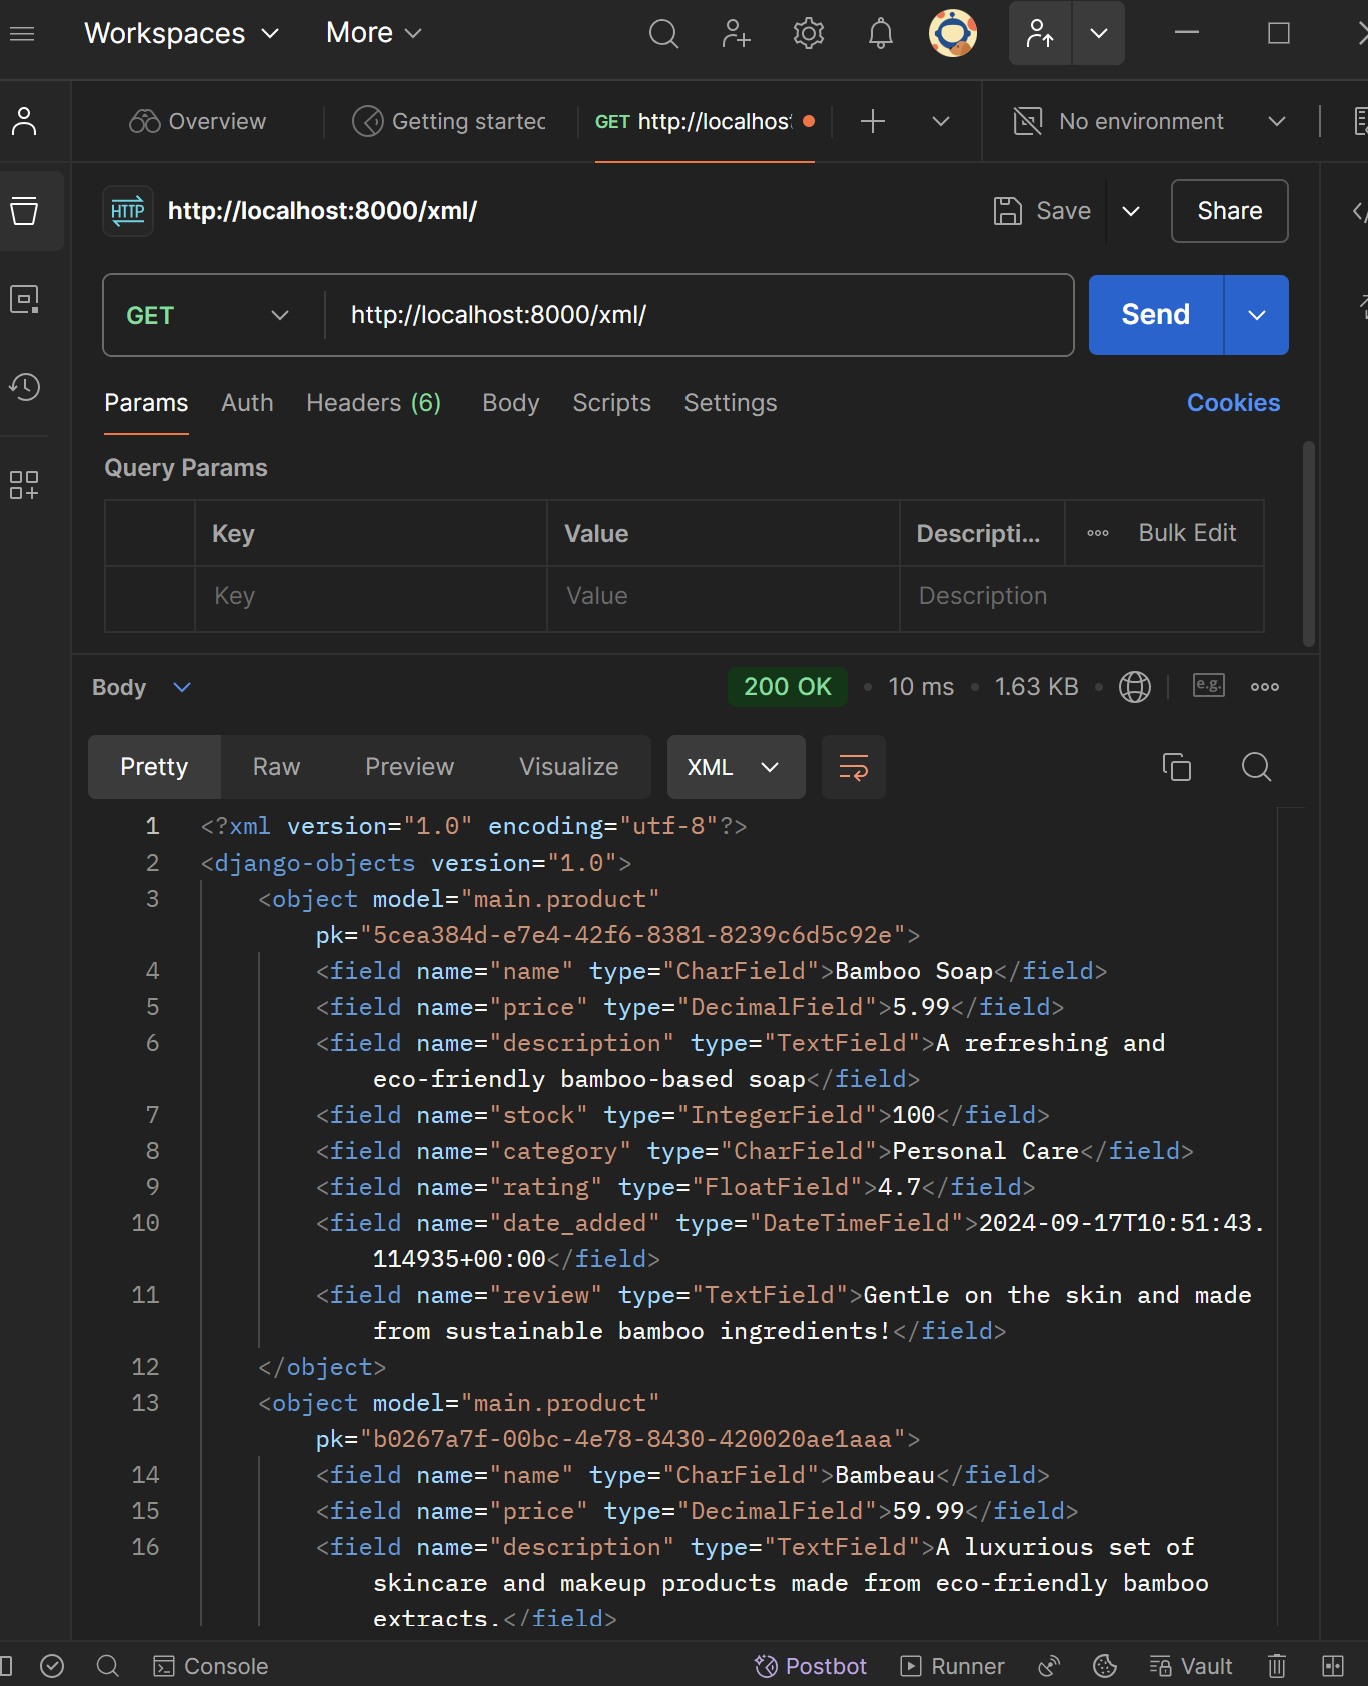 Workspaces More
Overview Getting started GET http://localhos No environment
HTTP http://localhost:8000/xml/ Save Share
GET http://localhost:8000/xml/ Send
Params Auth Headers (6) Body Scripts Settings Cookies
Query Params
Key Value Descripti... Bulk Edit
Key Value Description
Body 200 OK 10 ms 1.63 KB e.g.
Pretty Raw Preview Visualize XML
1 <?xml version="1.0" encoding="utf-8"?>
2 <django-objects version="1.0">
3 <object model="main.product"
pk="5cea384d-e7e4-42f6-8381-8239c6d5c92e">
4 <field name="name" type="CharField">Bamboo Soap</field>
5 <field name="price" type="DecimalField">5.99</field>
6 <field name="description" type="TextField">A refreshing and
eco-friendly bamboo-based soap</field>
7 <field name="stock" type="IntegerField">100</field>
8 <field name="category" type="CharField">Personal Care</field>
9 <field name="rating" type="FloatField">4.7</field>
10 <field name="date_added" type="DateTimeField">2024-09-17T10:51:43.
114935+00:00</field>
11 <field name="review" type="TextField">Gentle on the skin and made
from sustainable bamboo ingredients!</field>
12 </object>
13 <object model="main.product"
pk="b0267a7f-00bc-4e78-8430-420020ae1aaa">
14 <field name="name" type="CharField">Bambeau</field>
15 <field name="price" type="DecimalField">59.99</field>
16 <field name="description" type="TextField">A luxurious set of
skincare and makeup products made from eco-friendly bamboo
extracts.</field>
Console Postbot Runner Vault